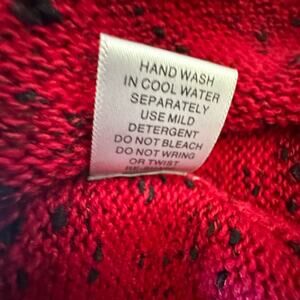 HAND WASH
IN COOL WATER
SEPARATELY
USE MILD
DETERGENT
DO NOT BLEACH
DO NOT WRING
OR TWIST